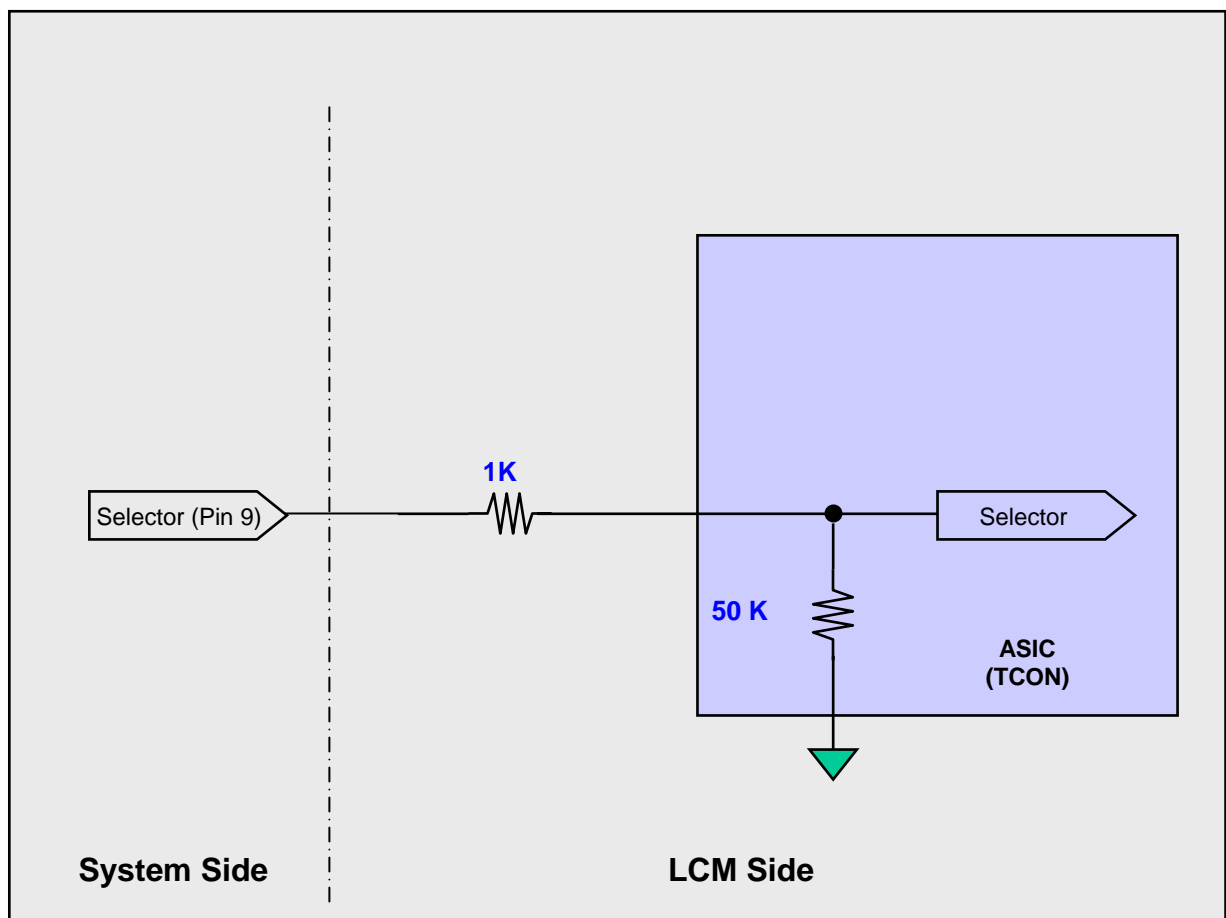 1K
Selector (Pin 9)
Selector
50 K
ASIC
(TCON)
System Side
LCM Side